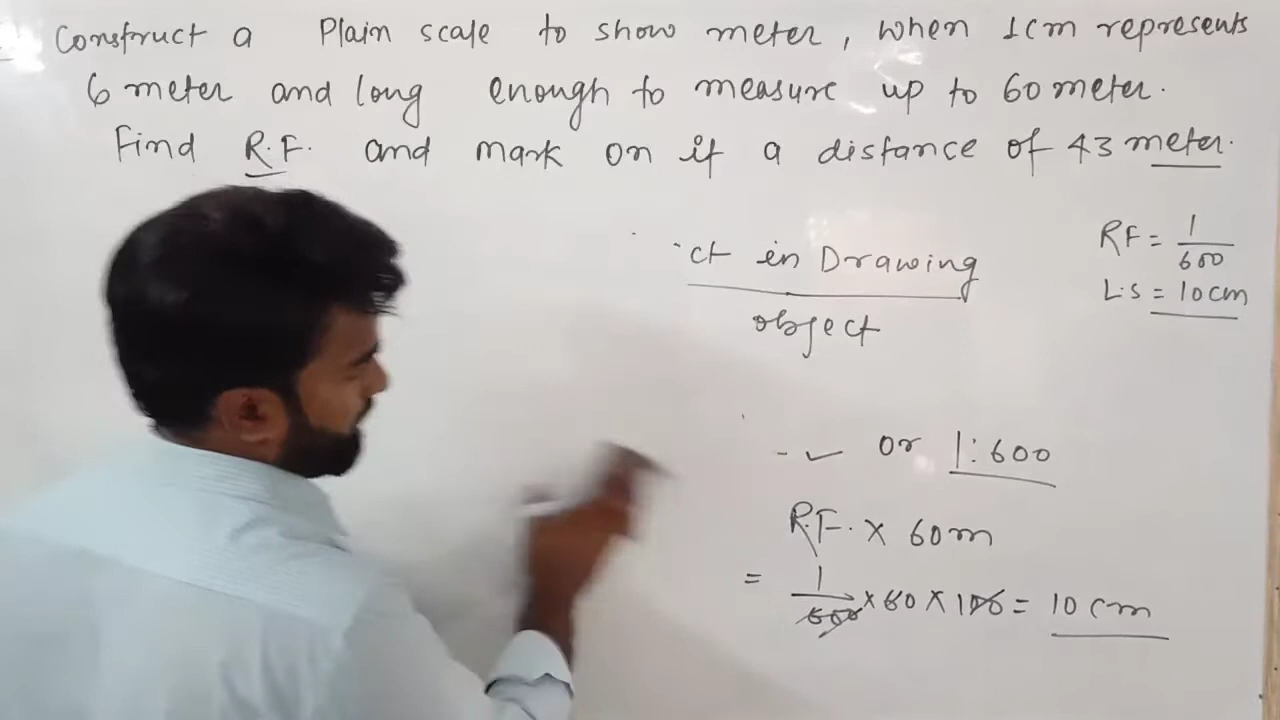 Construct a Plain scale to show meter, when 1cm represents
6 meter and long enough to measure up to 60 meter.
Find R.F. and mark on it a distance of 43 meter.
RF = 1/600
L.S = 10cm
ct in Drawing
object
or 1:600
R.F. x 60m
= 1/600 x 60 x 100 = 10 cm